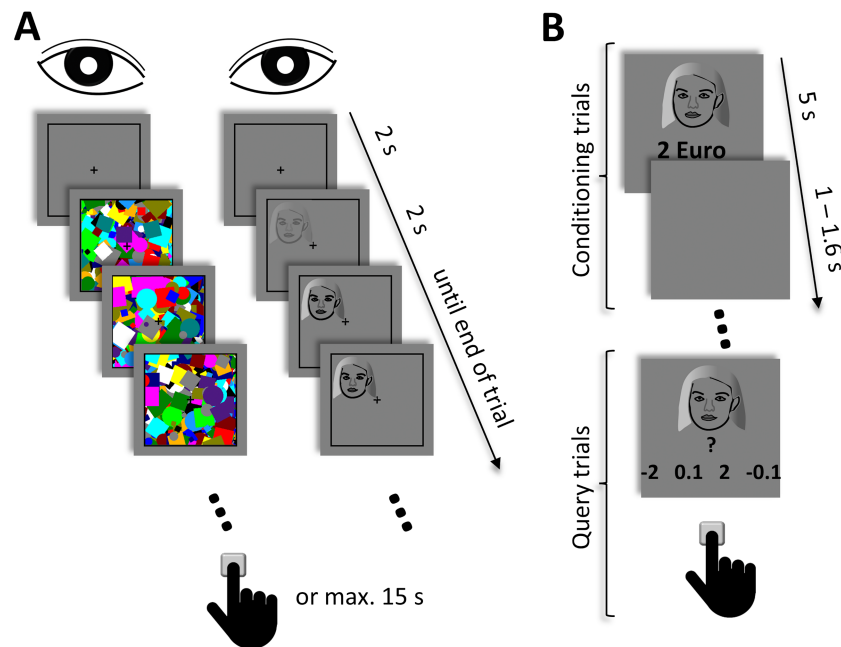 A
2 s
2 s
until end of trial
or max. 15 s
B
Conditioning trials
2 Euro
5 s
1 – 1.6 s
Query trials
?
-2 0.1 2 -0.1